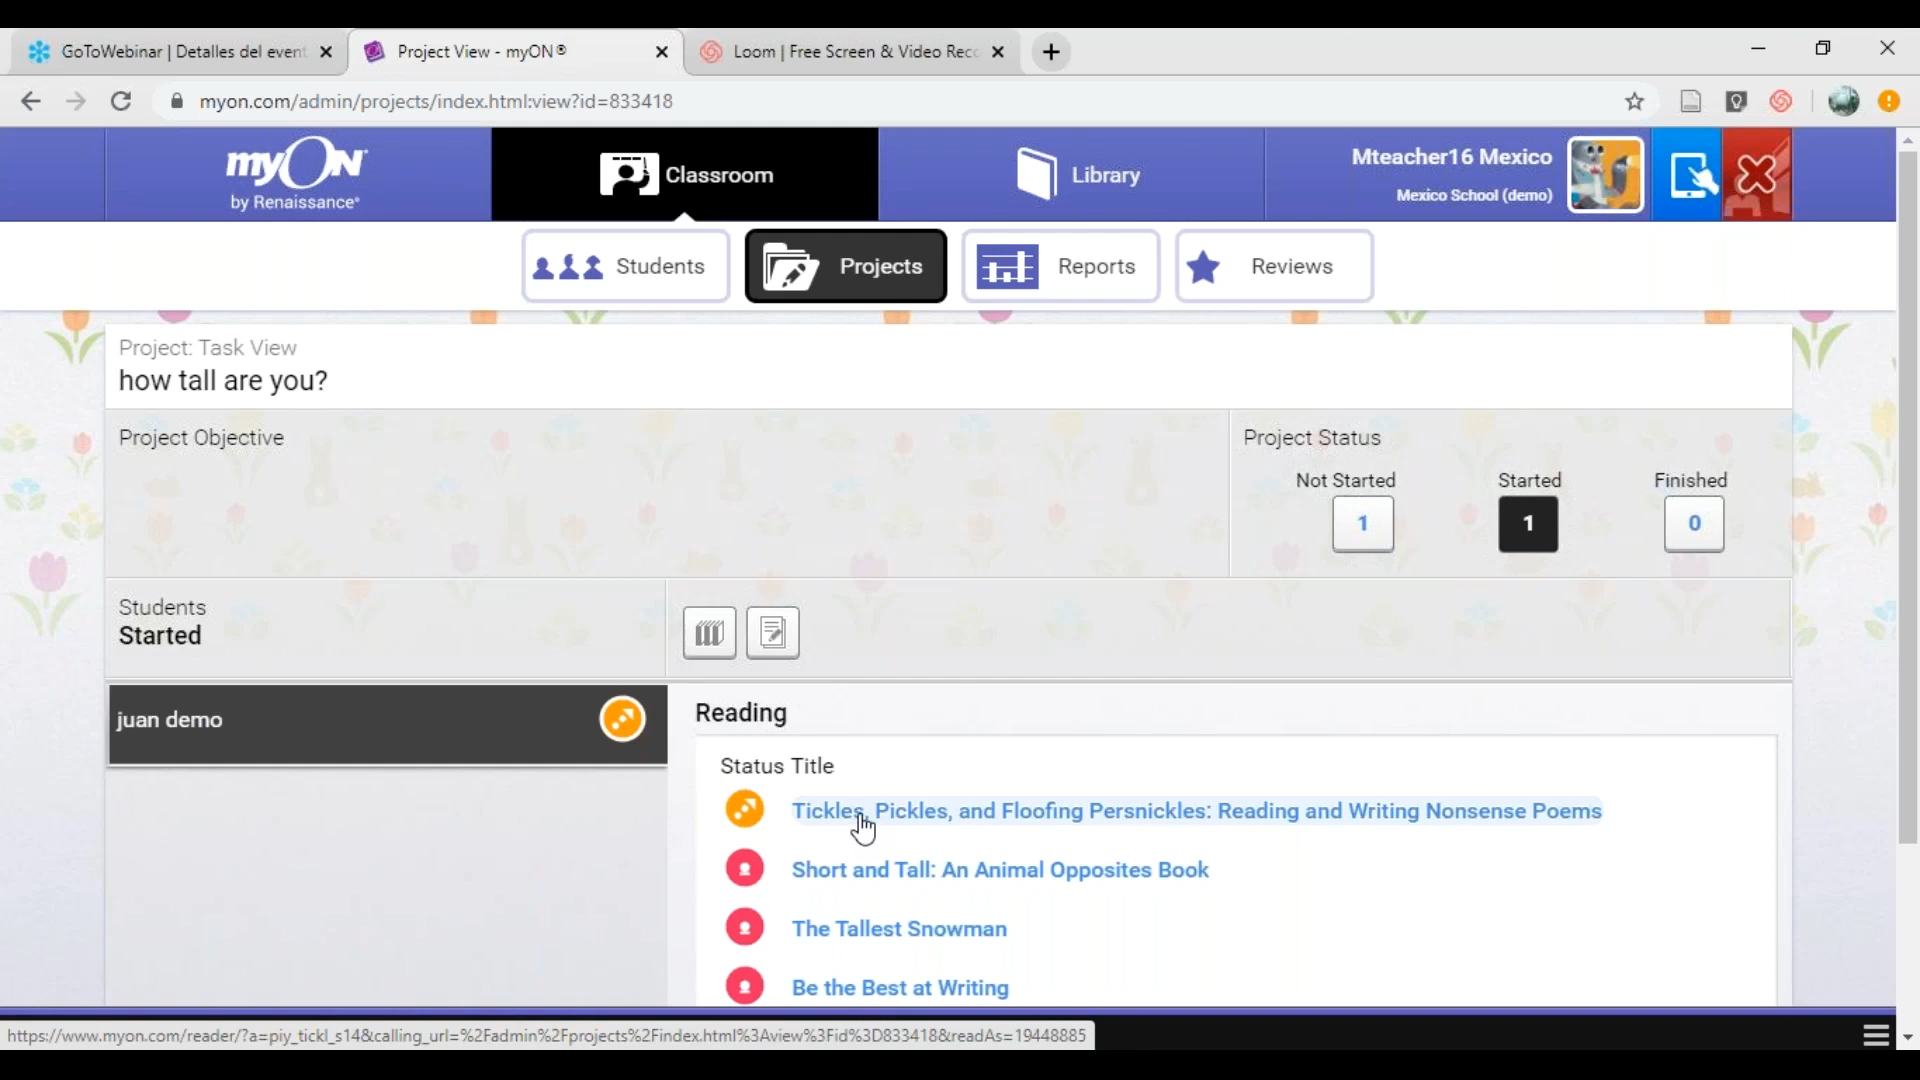 GoToWebinar | Detalles del event
Project View - myON®
Loom | Free Screen & Video Reco
myon.com/admin/projects/index.html:view?id=833418
myON
by Renaissance®
Classroom
Library
Mteacher16 Mexico
Mexico School (demo)
Students
Projects
Reports
Reviews
Project: Task View
how tall are you?
Project Objective
Project Status
Not Started
Started
Finished
1
1
0
Students
Started
juan demo
Reading
Status Title
Tickles, Pickles, and Floofing Persnickles: Reading and Writing Nonsense Poems
Short and Tall: An Animal Opposites Book
The Tallest Snowman
Be the Best at Writing
https://www.myon.com/reader/?a=piy_tickl_s14&calling_url=%2Fadmin%2Fprojects%2Findex.html%3Aview%3Fid%3D833418&readAs=19448885